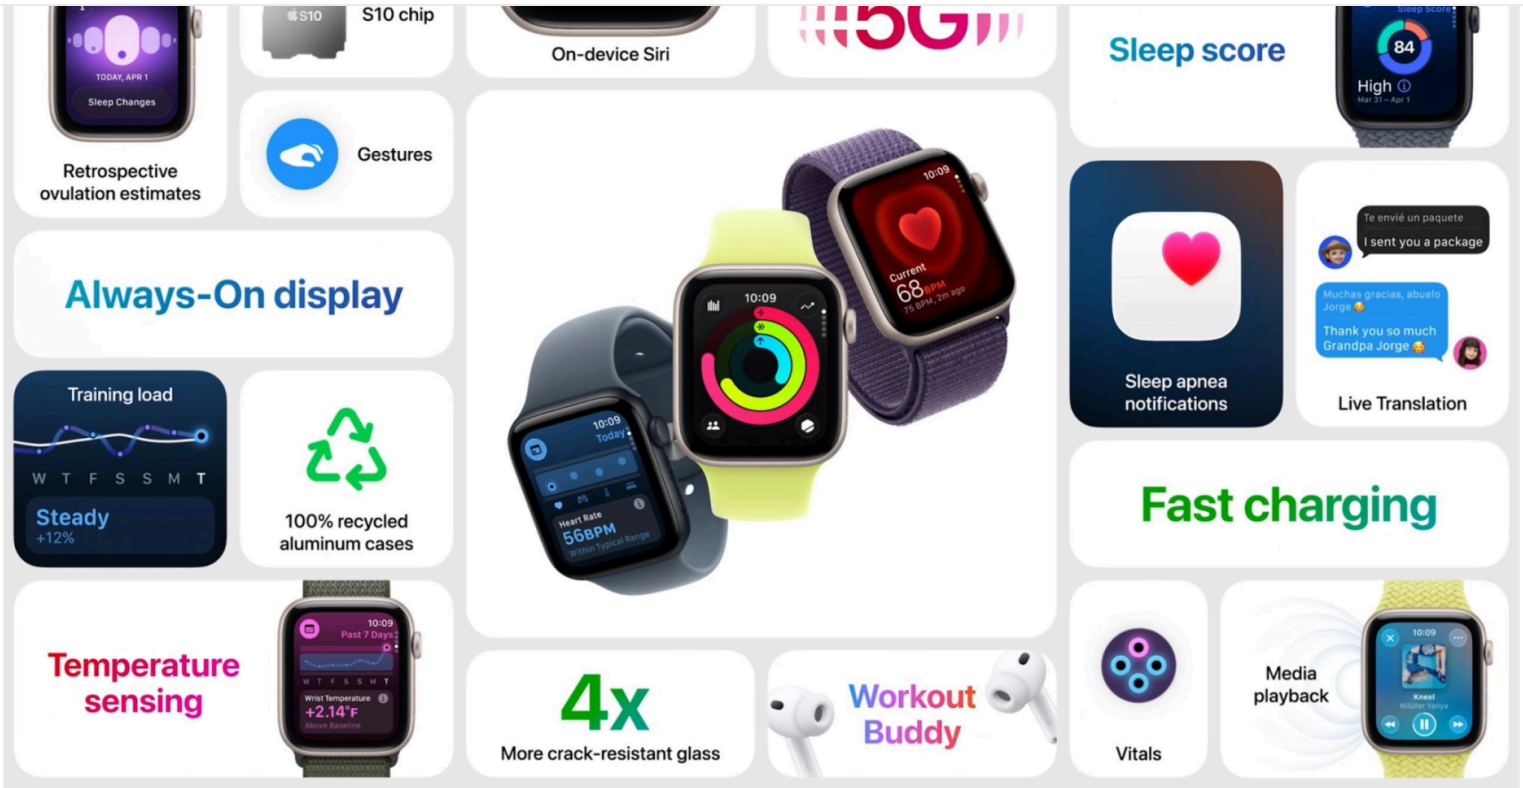 TODAY, APR 1
Sleep Changes
Retrospective
ovulation estimates
S10
S10 chip
Gestures
On-device Siri
5G
Sleep score
Sleep Score
84
High
Mar 31 – Apr 1
Always-On display
Training load
W T F S S M T
Steady
+12%
100% recycled
aluminum cases
10:09
Current
68BPM
75 BPM, 2m ago
10:09
10:09
Today
Heart Rate
56BPM
Within Typical Range
Sleep apnea
notifications
Te envié un paquete
I sent you a package
Muchas gracias, abuelo
Jorge 🥰
Thank you so much
Grandpa Jorge 🥰
Live Translation
Fast charging
Temperature
sensing
10:09
Past 7 Days
W T F S S M T
Wrist Temperature
+2.14°F
Above Baseline
4x
More crack-resistant glass
Workout
Buddy
Vitals
Media
playback
10:09
Kneel
Nilüfer Yanya